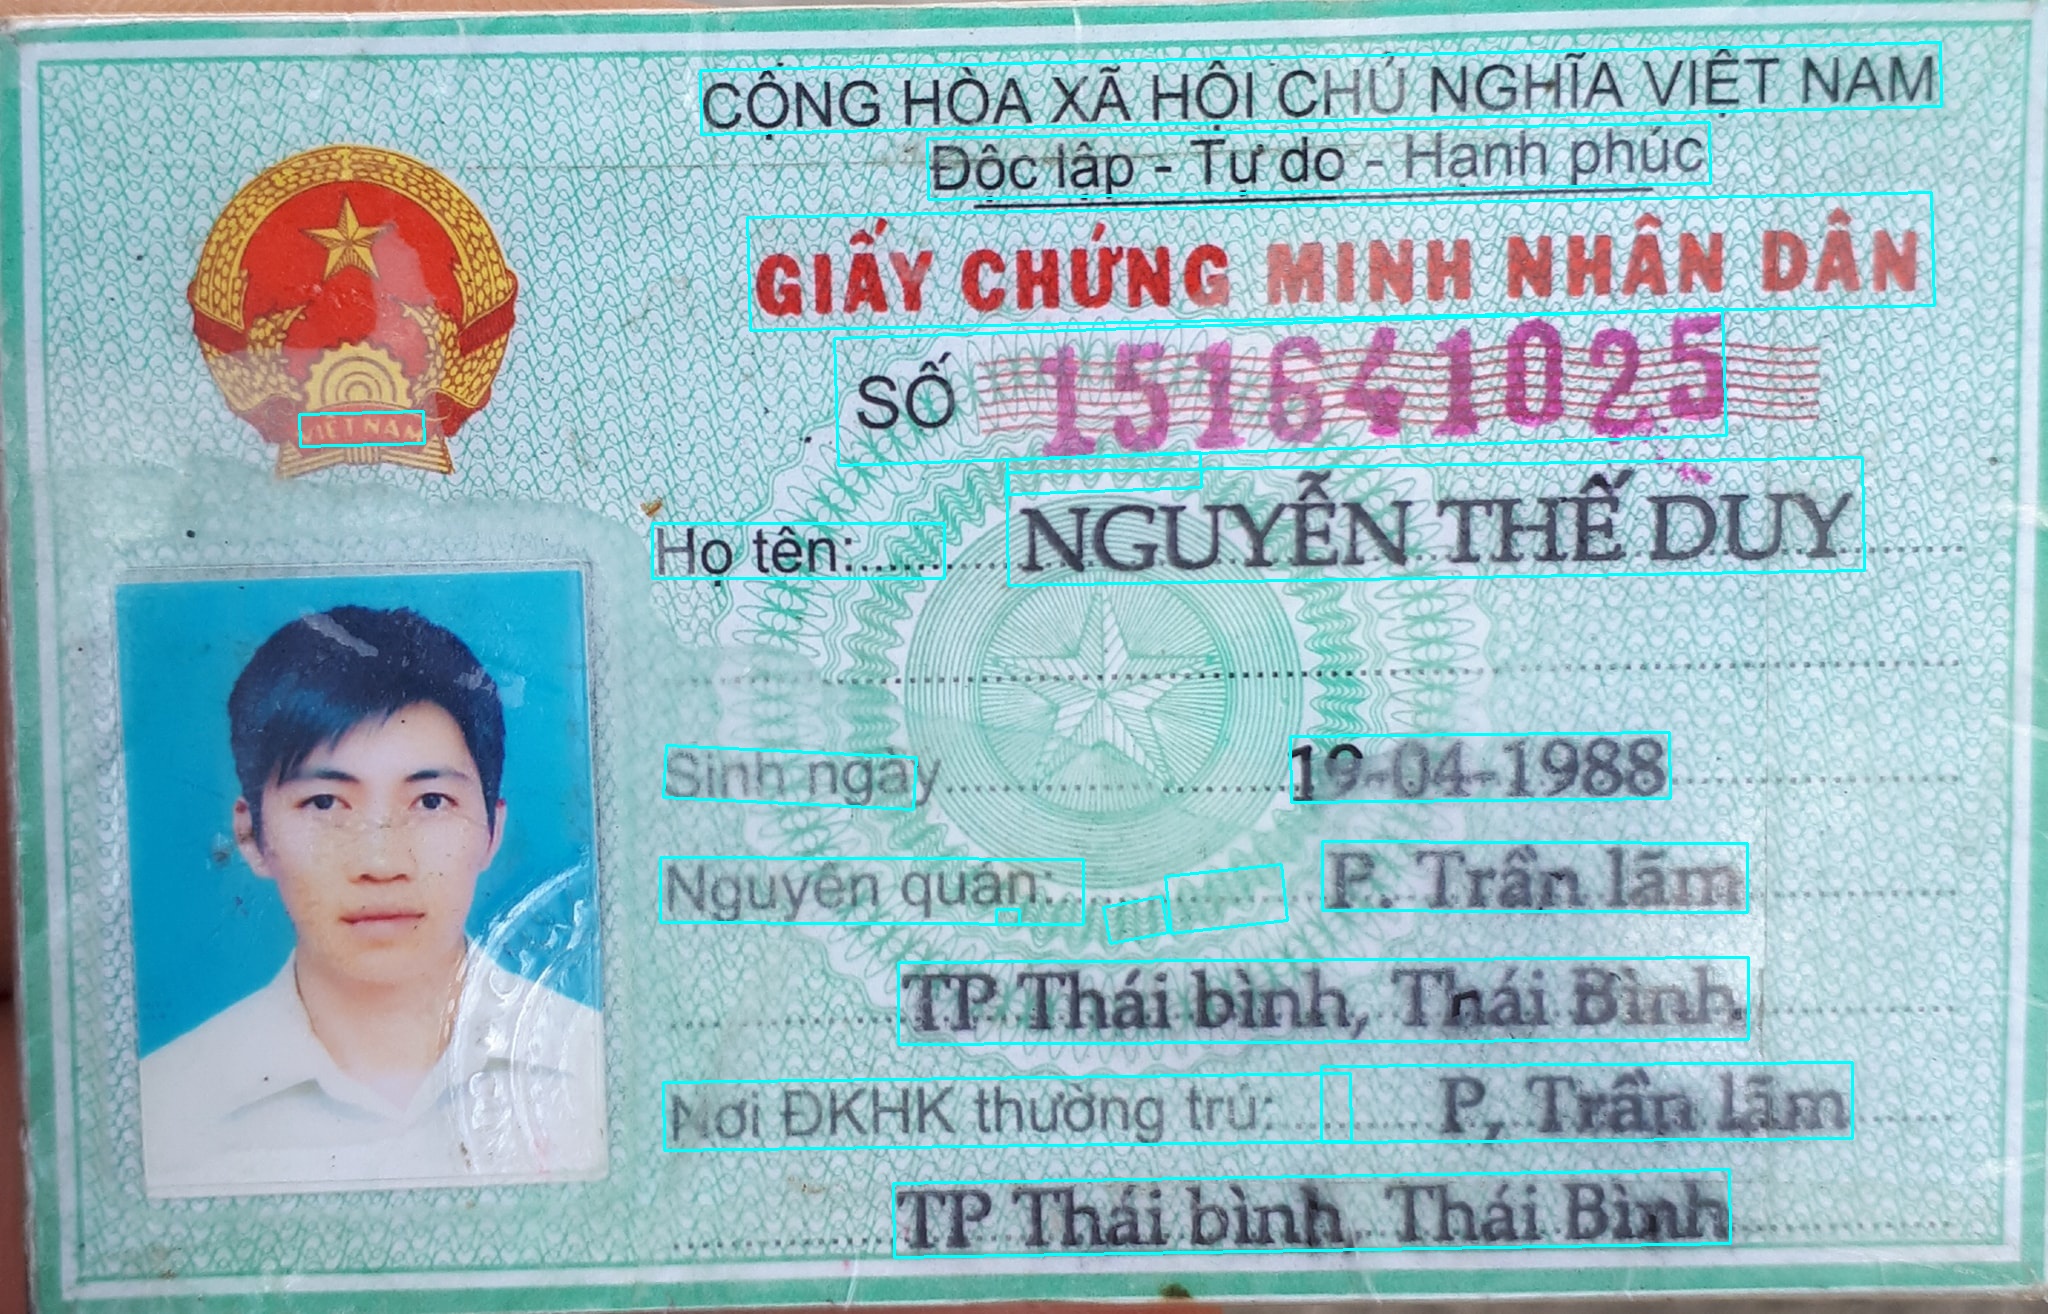 CỘNG HÒA XÃ HỘI CHỦ NGHĨA VIỆT NAM
Độc lập - Tự do - Hạnh phúc
GIẤY CHỨNG MINH NHÂN DÂN
SỐ 151641025
VIỆT NAM
Họ tên: NGUYỄN THẾ DUY
Sinh ngày 19-04-1988
Nguyên quán: P. Trần lãm
TP Thái bình, Thái Bình.
Nơi ĐKHK thường trú: P, Trần lãm
TP Thái bình, Thái Bình